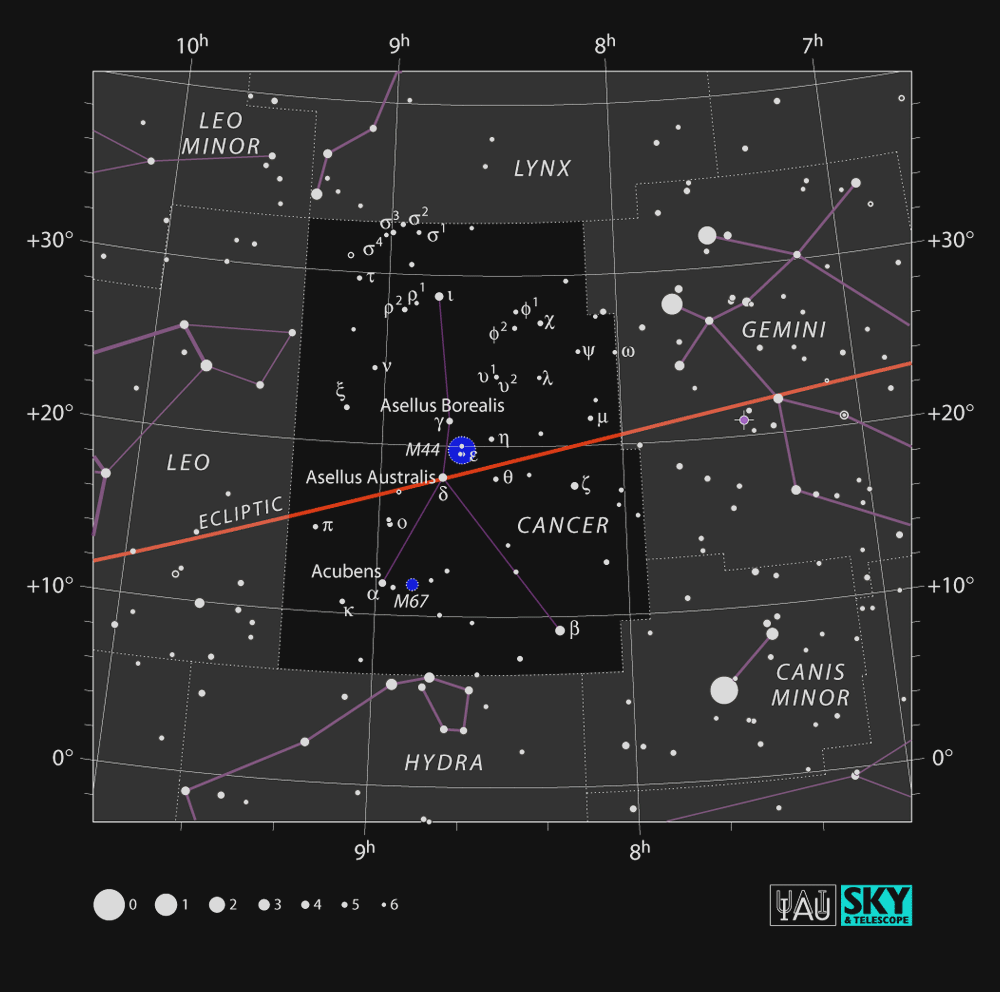 10ʰ 9ʰ 8ʰ 7ʰ
LEO
MINOR
LYNX
σ³ σ²
σ⁴ σ¹
+30° +30°
τ
ρ² ρ¹ ι
ϕ¹
ϕ² χ
GEMINI
ψ ω
ν
υ¹ υ² λ
ξ
Asellus Borealis
+20° +20°
γ μ
M44 η
ε
LEO
Asellus Australis θ ζ
δ
ECLIPTIC
π ο CANCER
Acubens
+10° +10°
α M67
κ
β
CANIS
MINOR
0° 0°
HYDRA
9ʰ 8ʰ
0 1 2 3 4 5 6
IAU
SKY
& TELESCOPE